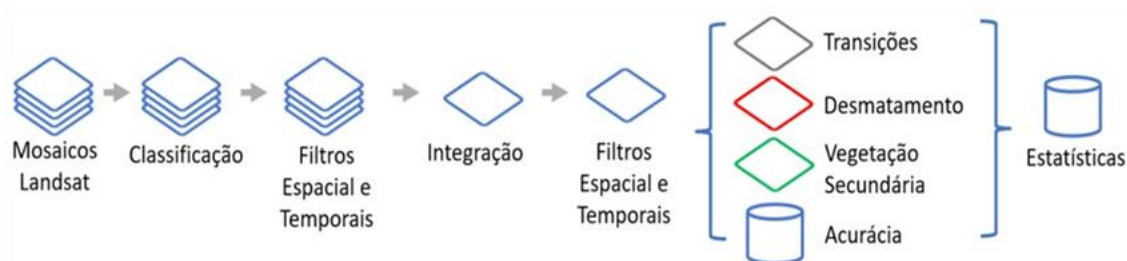 Mosaicos
Landsat
Classificação
Filtros
Espacial e
Temporais
Integração
Filtros
Espacial e
Temporais
Transições
Desmatamento
Vegetação
Secundária
Acurácia
Estatísticas